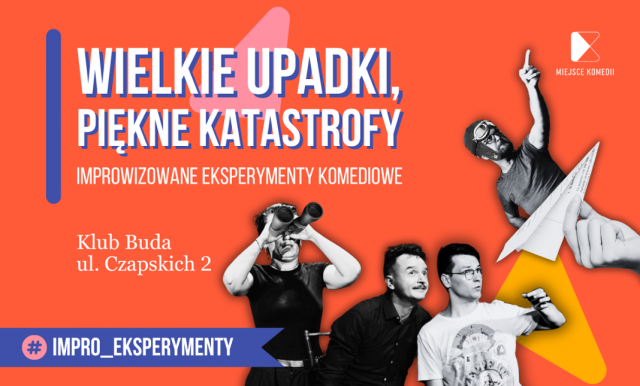 WIELKIE UPADKI,
PIĘKNE KATASTROFY
IMPROWIZOWANE EKSPERYMENTY KOMEDIOWE
Klub Buda
ul. Czapskich 2
# IMPRO_EKSPERYMENTY
MIEJSCE KOMEDII